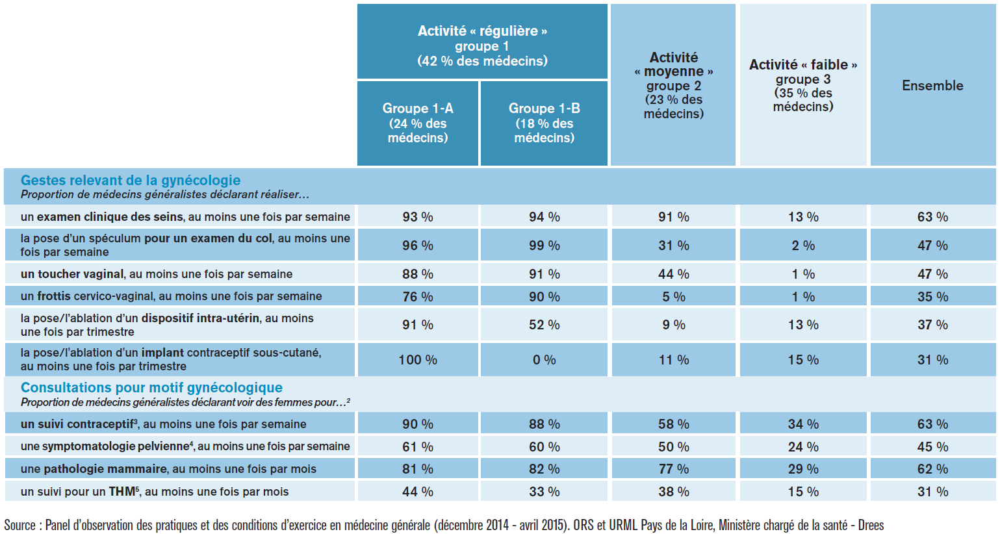 Activité « régulière »
groupe 1
(42 % des médecins)
Groupe 1-A
(24 % des
médecins)
Groupe 1-B
(18 % des
médecins)
Activité
« moyenne »
groupe 2
(23 % des
médecins)
Activité « faible »
groupe 3
(35 % des
médecins)
Ensemble
Gestes relevant de la gynécologie
Proportion de médecins généralistes déclarant réaliser…
un examen clinique des seins, au moins une fois par semaine 93 % 94 % 91 % 13 % 63 %
la pose d’un spéculum pour un examen du col, au moins une
fois par semaine 96 % 99 % 31 % 2 % 47 %
un toucher vaginal, au moins une fois par semaine 88 % 91 % 44 % 1 % 47 %
un frottis cervico-vaginal, au moins une fois par semaine 76 % 90 % 5 % 1 % 35 %
la pose/l’ablation d’un dispositif intra-utérin, au moins
une fois par trimestre 91 % 52 % 9 % 13 % 37 %
la pose/l'ablation d'un implant contraceptif sous-cutané,
au moins une fois par trimestre 100 % 0 % 11 % 15 % 31 %
Consultations pour motif gynécologique
Proportion de médecins généralistes déclarant voir des femmes pour…²
un suivi contraceptif³, au moins une fois par semaine 90 % 88 % 58 % 34 % 63 %
une symptomatologie pelvienne⁴, au moins une fois par semaine 61 % 60 % 50 % 24 % 45 %
une pathologie mammaire, au moins une fois par mois 81 % 82 % 77 % 29 % 62 %
un suivi pour un THM⁵, au moins une fois par mois 44 % 33 % 38 % 15 % 31 %
Source : Panel d’observation des pratiques et des conditions d’exercice en médecine générale (décembre 2014 - avril 2015). ORS et URML Pays de la Loire, Ministère chargé de la santé - Drees